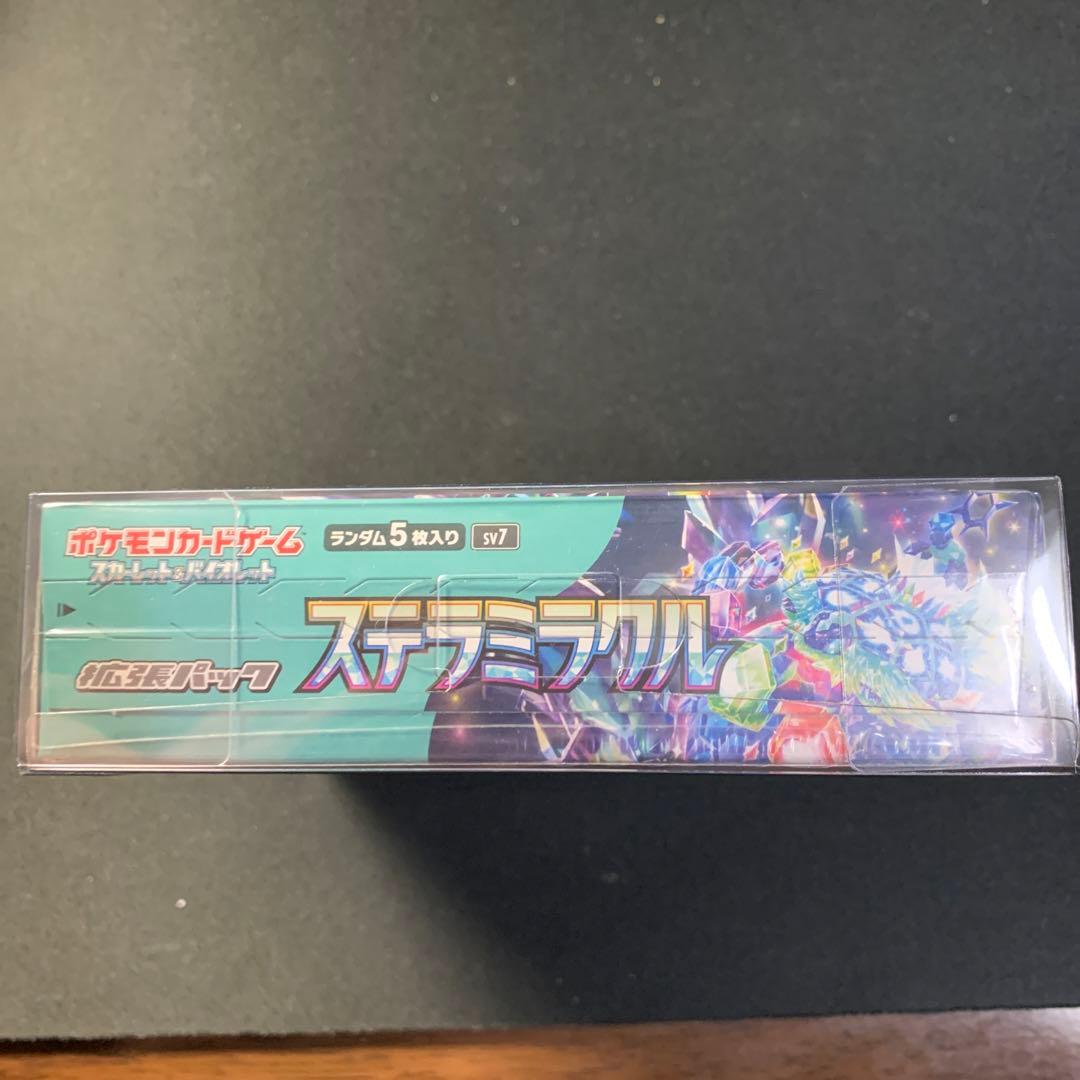 ポケモンカードゲーム
スカーレット&バイオレット
ランダム5枚入り sv7
拡張パック
ステラミラクル